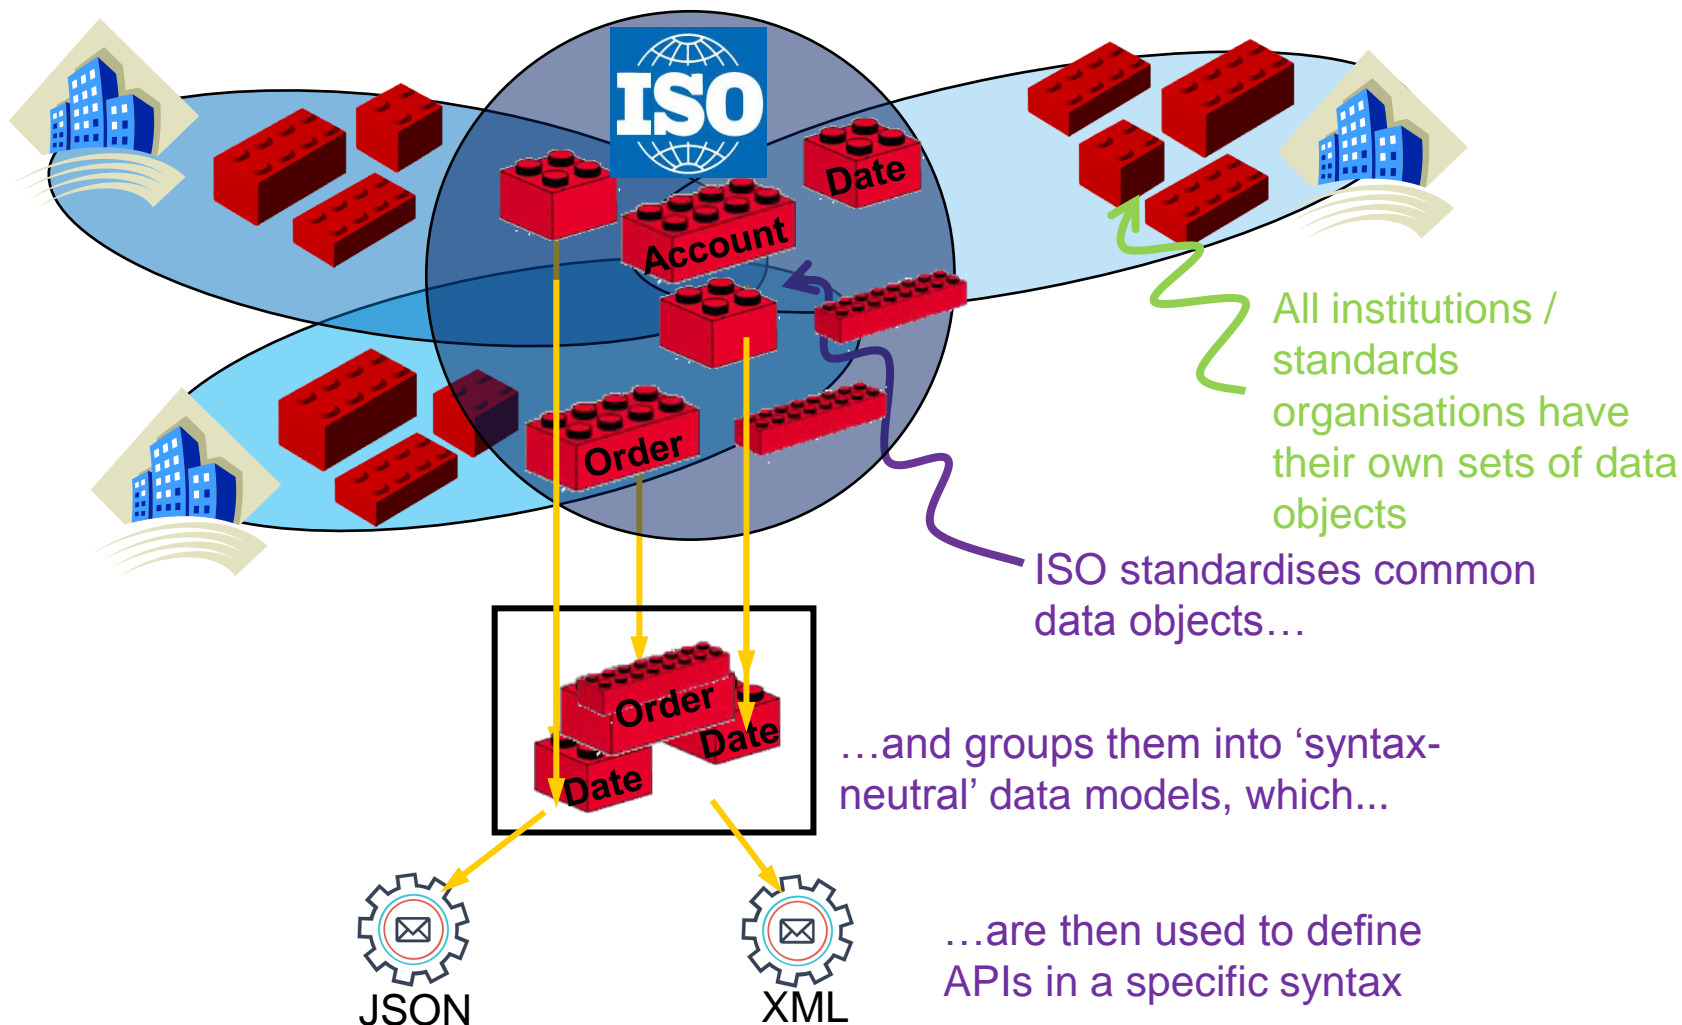 ISO
Date
Account
Order
All institutions /
standards
organisations have
their own sets of data
objects
ISO standardises common
data objects…
Order
Date
Date
…and groups them into ‘syntax-
neutral’ data models, which...
…are then used to define
APIs in a specific syntax
JSON
XML